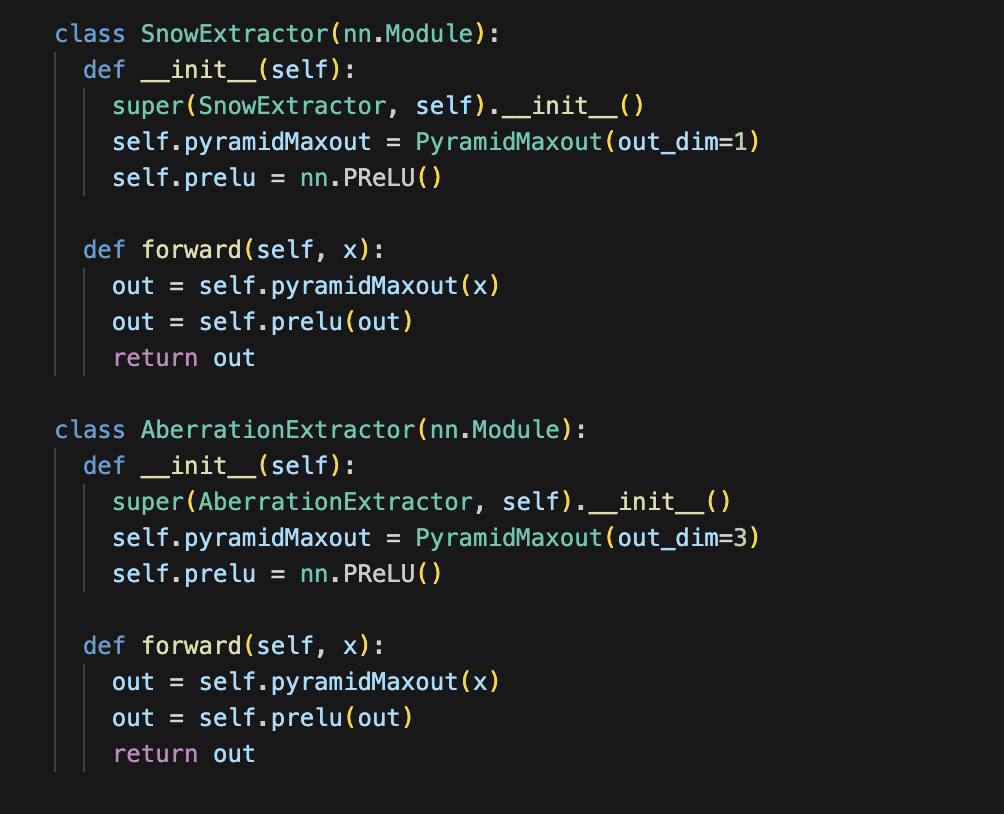 class SnowExtractor(nn.Module):
  def __init__(self):
    super(SnowExtractor, self).__init__()
    self.pyramidMaxout = PyramidMaxout(out_dim=1)
    self.prelu = nn.PReLU()

  def forward(self, x):
    out = self.pyramidMaxout(x)
    out = self.prelu(out)
    return out

class AberrationExtractor(nn.Module):
  def __init__(self):
    super(AberrationExtractor, self).__init__()
    self.pyramidMaxout = PyramidMaxout(out_dim=3)
    self.prelu = nn.PReLU()

  def forward(self, x):
    out = self.pyramidMaxout(x)
    out = self.prelu(out)
    return out